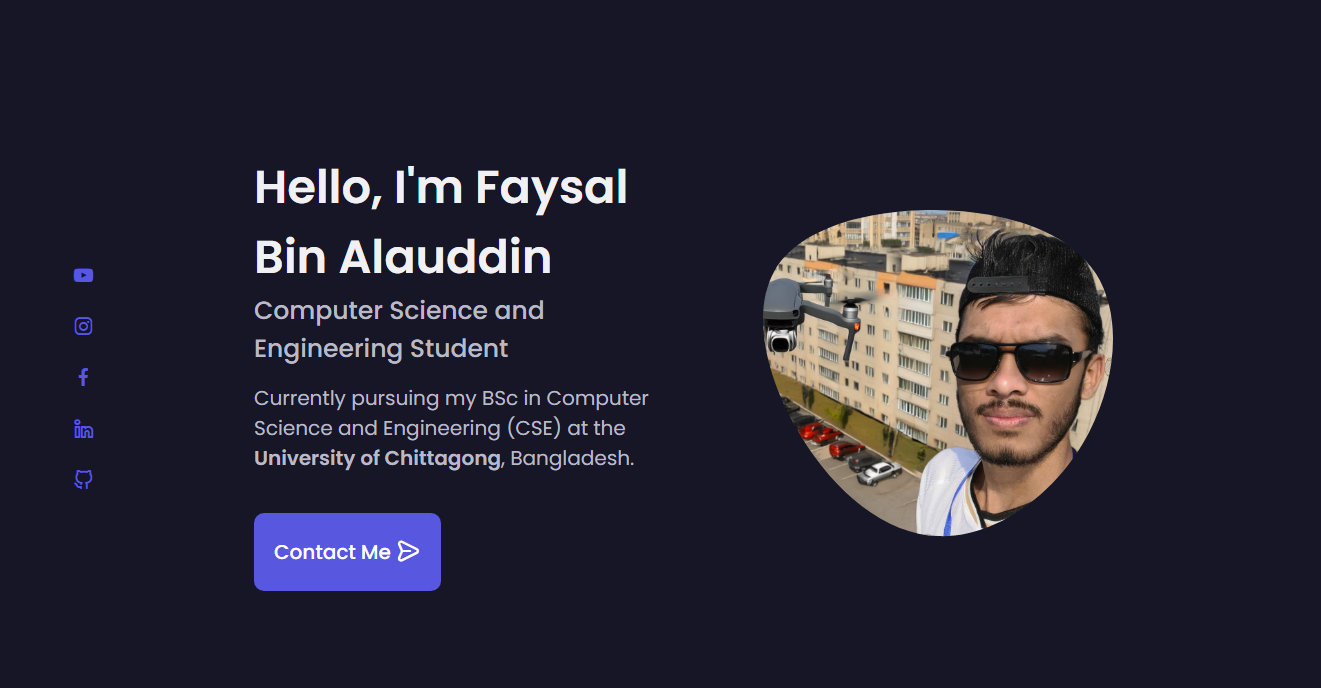 Hello, I'm Faysal
Bin Alauddin
Computer Science and
Engineering Student
Currently pursuing my BSc in Computer
Science and Engineering (CSE) at the
University of Chittagong, Bangladesh.
Contact Me